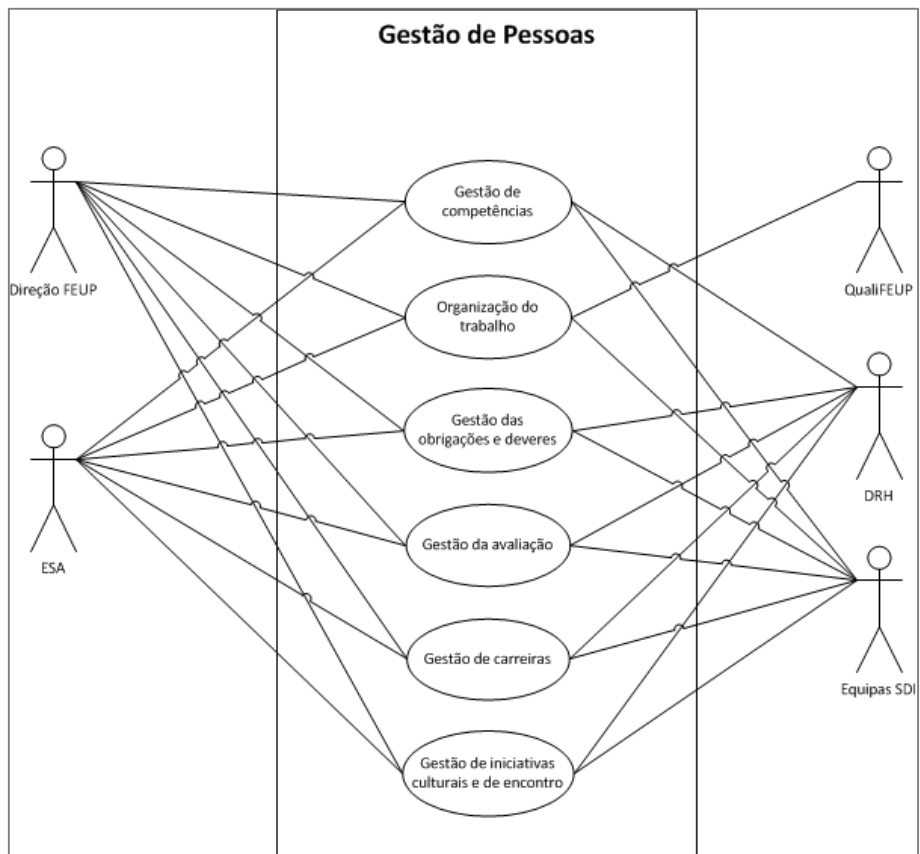 Gestão de Pessoas
Direção FEUP
ESA
Gestão de
competências
Organização do
trabalho
Gestão das
obrigações e deveres
Gestão da avaliação
Gestão de carreiras
Gestão de iniciativas
culturais e de encontro
QualiFEUP
DRH
Equipas SDI